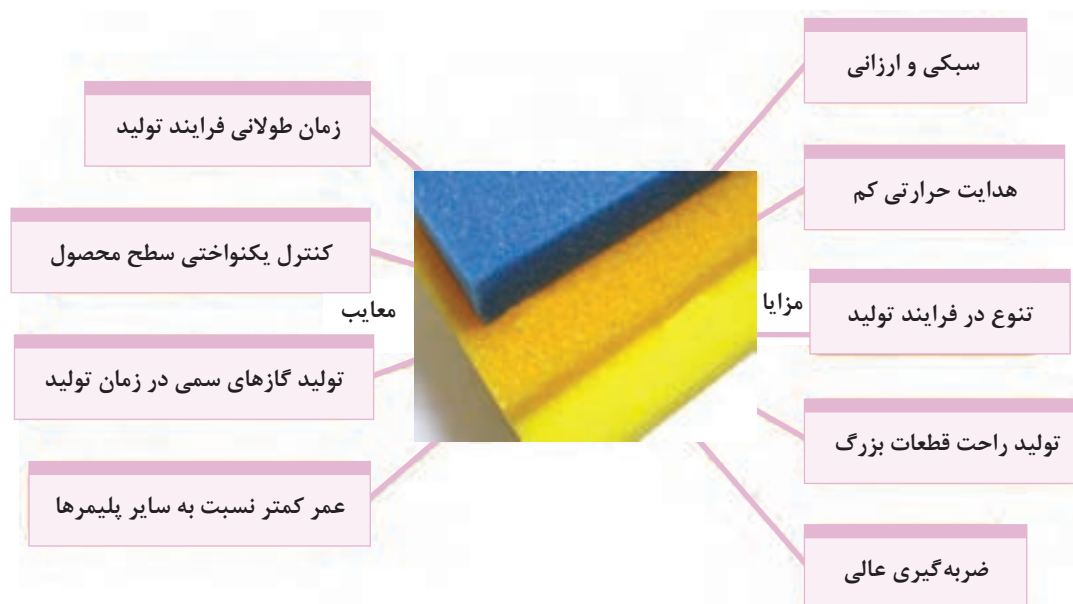 مزایا
سبکی و ارزانی
هدایت حرارتی کم
تنوع در فرایند تولید
تولید راحت قطعات بزرگ
ضربه‌گیری عالی
معایب
زمان طولانی فرایند تولید
کنترل یکنواختی سطح محصول
تولید گازهای سمی در زمان تولید
عمر کمتر نسبت به سایر پلیمرها